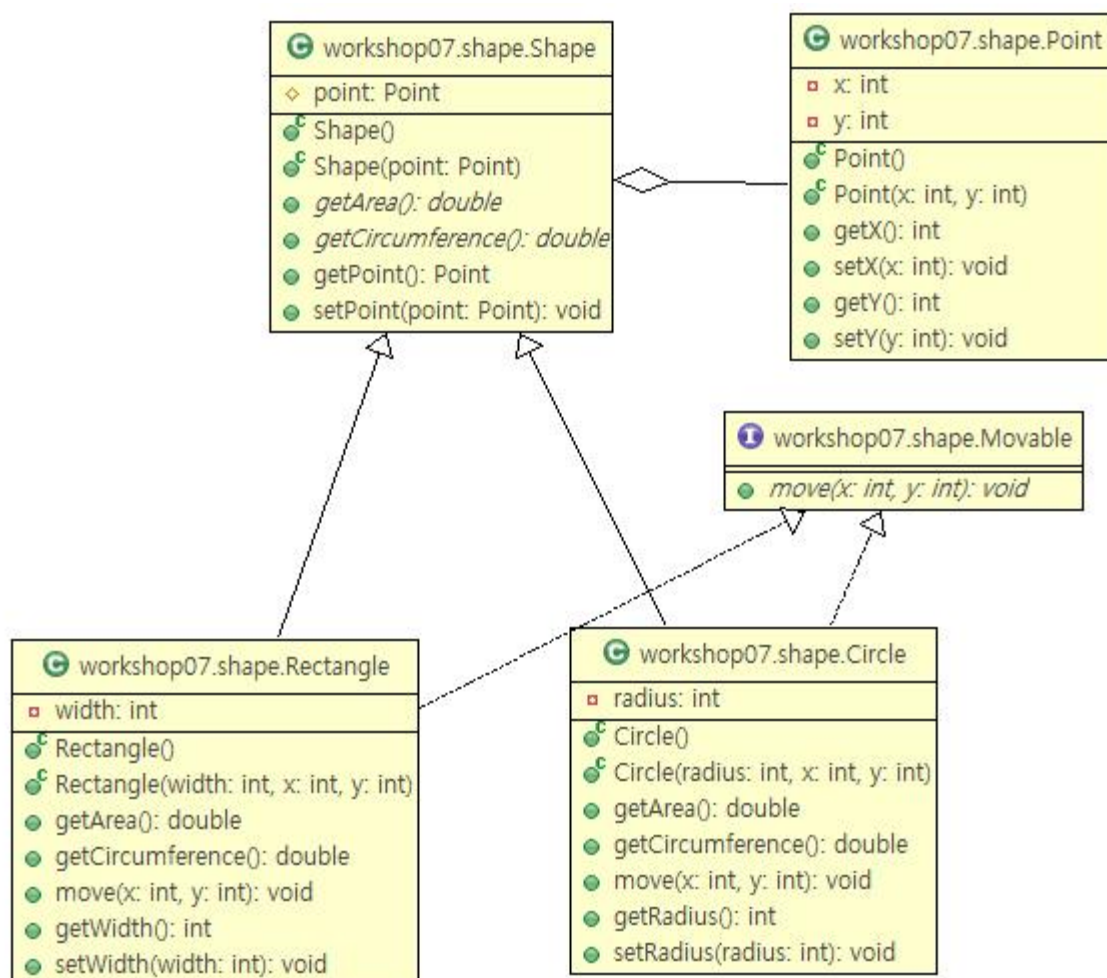 workshop07.shape.Shape
point: Point
Shape()
Shape(point: Point)
getArea(): double
getCircumference(): double
getPoint(): Point
setPoint(point: Point): void
workshop07.shape.Point
x: int
y: int
Point()
Point(x: int, y: int)
getX(): int
setX(x: int): void
getY(): int
setY(y: int): void
I workshop07.shape.Movable
move(x: int, y: int): void
C workshop07.shape.Rectangle
width: int
Rectangle()
Rectangle(width: int, x: int, y: int)
getArea(): double
getCircumference(): double
move(x: int, y: int): void
getWidth(): int
setWidth(width: int): void
C workshop07.shape.Circle
radius: int
Circle()
Circle(radius: int, x: int, y: int)
getArea(): double
getCircumference(): double
move(x: int, y: int): void
getRadius(): int
setRadius(radius: int): void